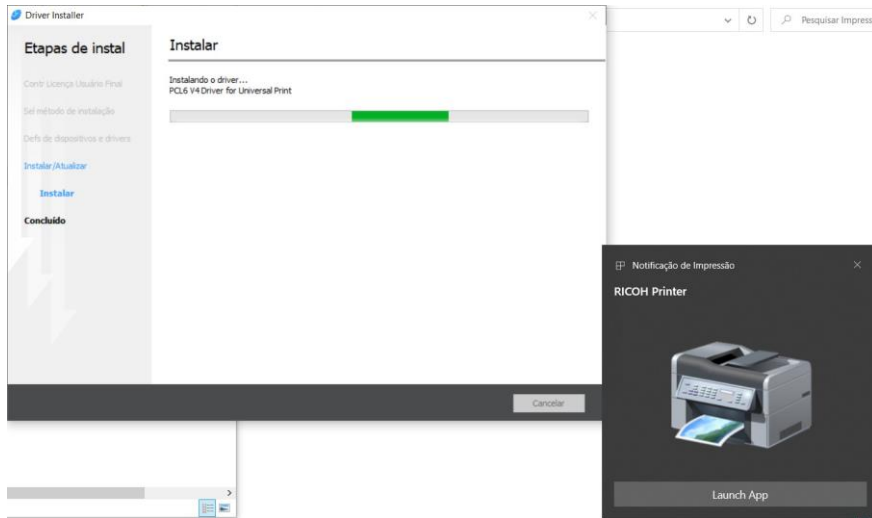 Driver Installer
Pesquisar Impress
Etapas de instal
Contr Licença Usuário Final
Sel método de instalação
Defs de dispositivos e drivers
Instalar/Atualizar
Instalar
Concluído
Instalar
Instalando o driver...
PCL6 V4 Driver for Universal Print
Cancelar
Notificação de Impressão
RICOH Printer
Launch App